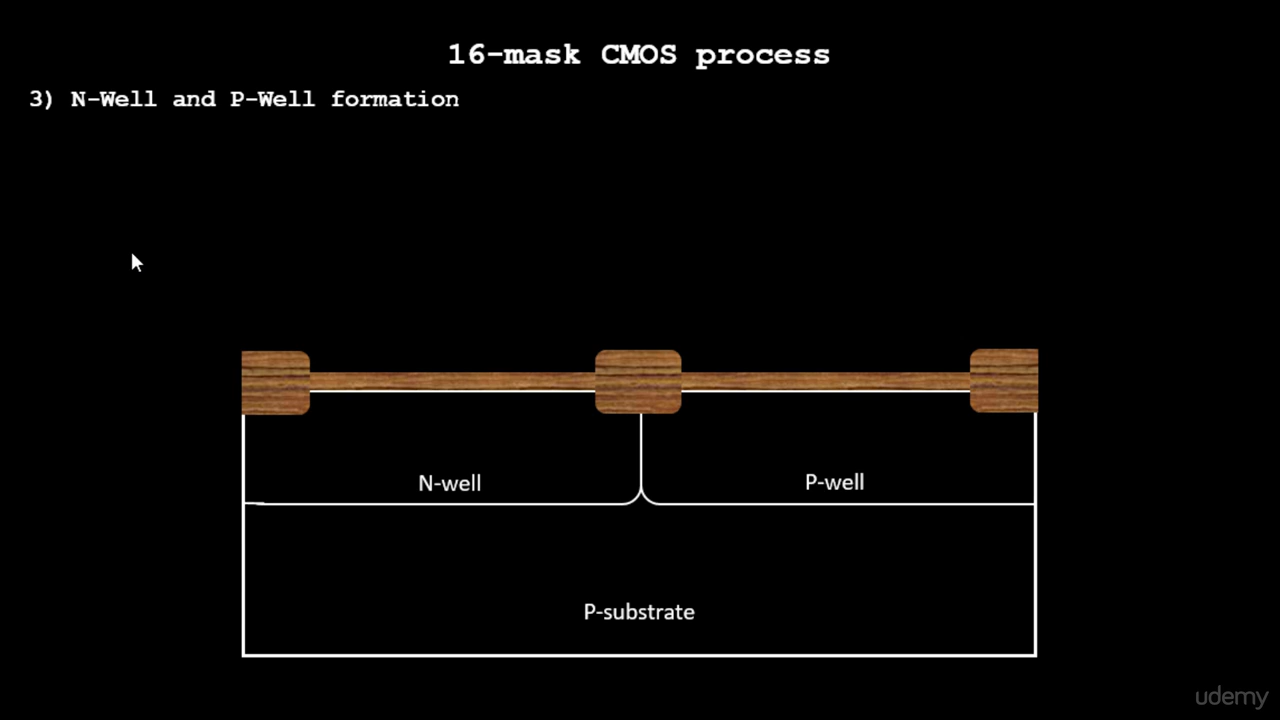 16-mask CMOS process
3) N-Well and P-Well formation
N-well
P-well
P-substrate
udemy